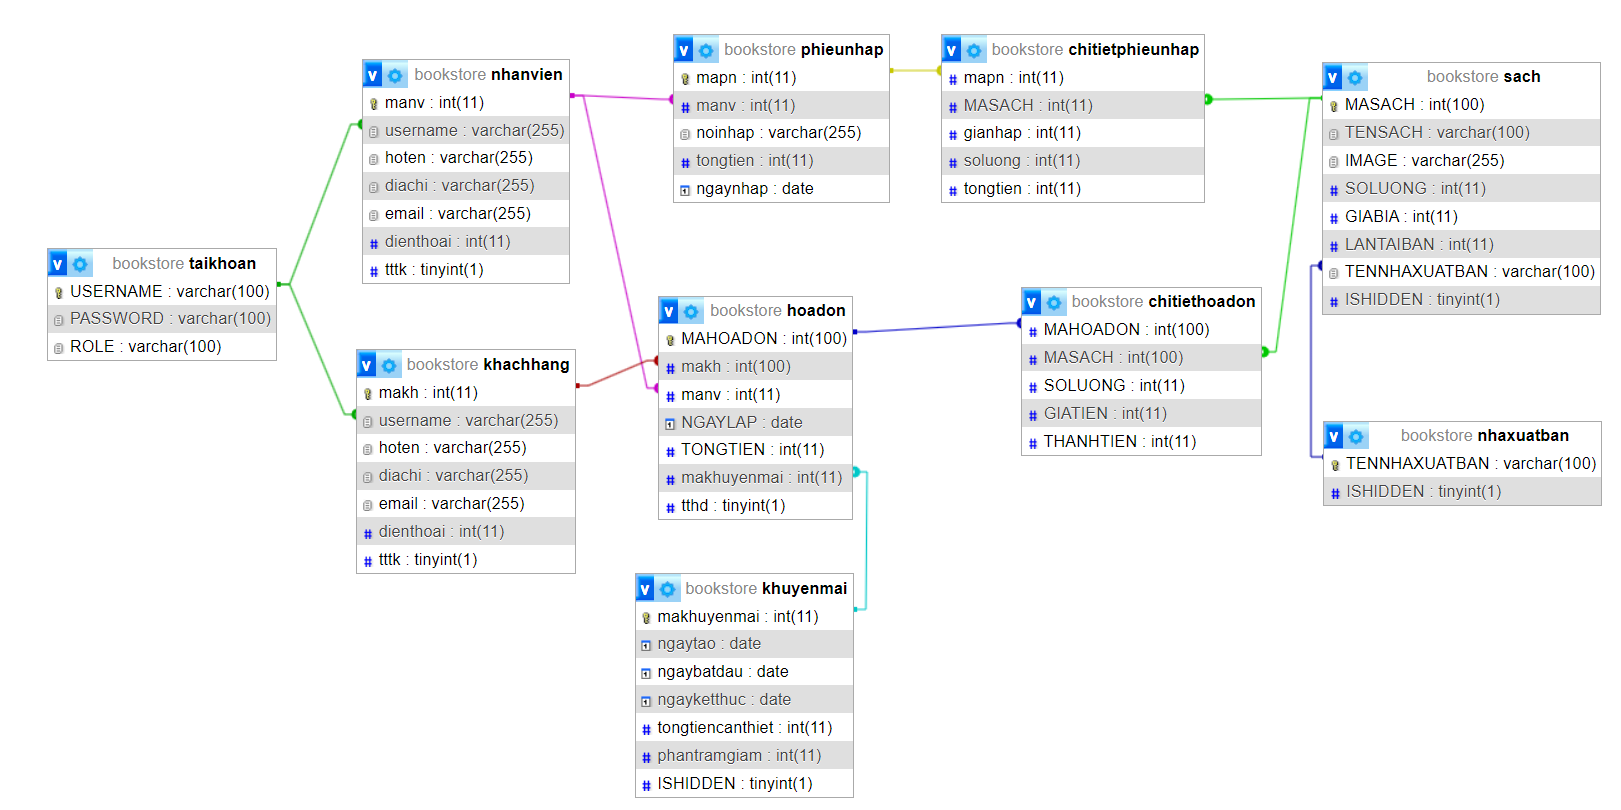 bookstore taikhoan
USERNAME : varchar(100)
PASSWORD : varchar(100)
ROLE : varchar(100)
bookstore nhanvien
manv : int(11)
username : varchar(255)
hoten : varchar(255)
diachi : varchar(255)
email : varchar(255)
dienthoai : int(11)
tttk : tinyint(1)
bookstore khachhang
makh : int(11)
username : varchar(255)
hoten : varchar(255)
diachi : varchar(255)
email : varchar(255)
dienthoai : int(11)
tttk : tinyint(1)
bookstore phieunhap
mapn : int(11)
manv : int(11)
noinhap : varchar(255)
tongtien : int(11)
ngaynhap : date
bookstore hoadon
MAHOADON : int(100)
makh : int(100)
manv : int(11)
NGAYLAP : date
TONGTIEN : int(11)
makhuyenmai : int(11)
tthd : tinyint(1)
bookstore khuyenmai
makhuyenmai : int(11)
ngaytao : date
ngaybatdau : date
ngayketthuc : date
tongtiencanthiet : int(11)
phantramgiam : int(11)
ISHIDDEN : tinyint(1)
bookstore chitietphieunhap
mapn : int(11)
MASACH : int(11)
gianhap : int(11)
soluong : int(11)
tongtien : int(11)
bookstore chitiethoadon
MAHOADON : int(100)
MASACH : int(100)
SOLUONG : int(11)
GIATIEN : int(11)
THANHTIEN : int(11)
bookstore sach
MASACH : int(100)
TENSACH : varchar(100)
IMAGE : varchar(255)
SOLUONG : int(11)
GIABIA : int(11)
LANTAIBAN : int(11)
TENNHAXUATBAN : varchar(100)
ISHIDDEN : tinyint(1)
bookstore nhaxuatban
TENNHAXUATBAN : varchar(100)
ISHIDDEN : tinyint(1)